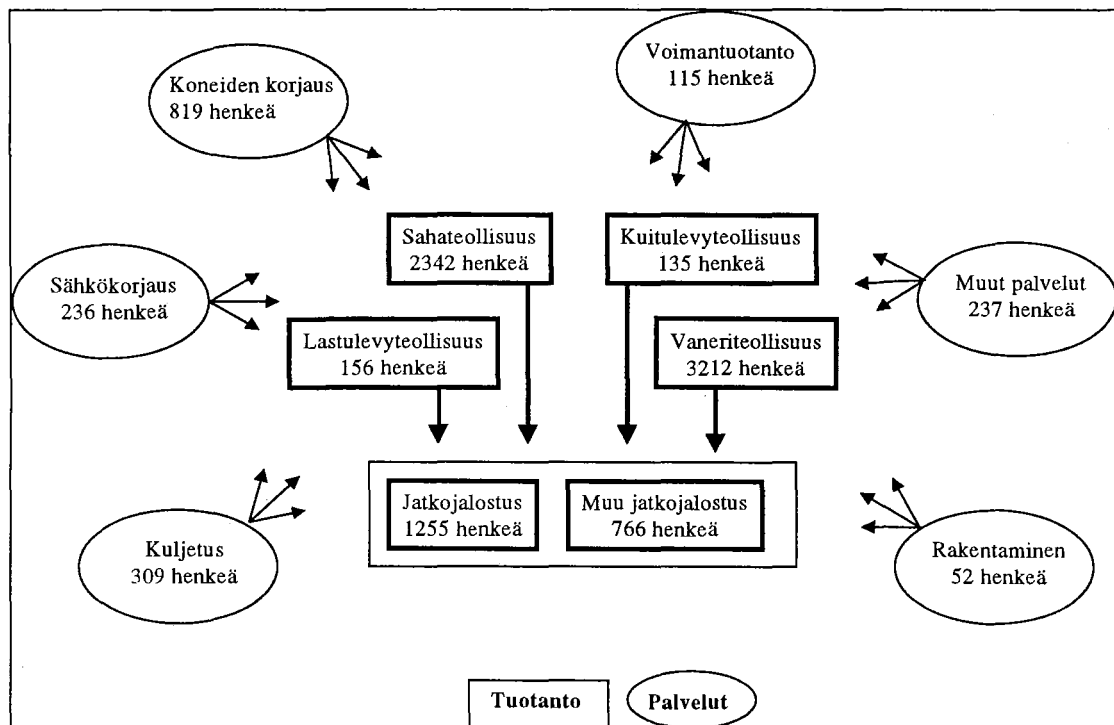 Voimantuotanto
115 henkeä
Koneiden korjaus
819 henkeä
Sahateollisuus
2342 henkeä
Kuitulevyteollisuus
135 henkeä
Sähkökorjaus
236 henkeä
Muut palvelut
237 henkeä
Lastulevyteollisuus
156 henkeä
Vaneriteollisuus
3212 henkeä
Jatkojalostus
1255 henkeä
Muu jatkojalostus
766 henkeä
Kuljetus
309 henkeä
Rakentaminen
52 henkeä
Tuotanto
Palvelut